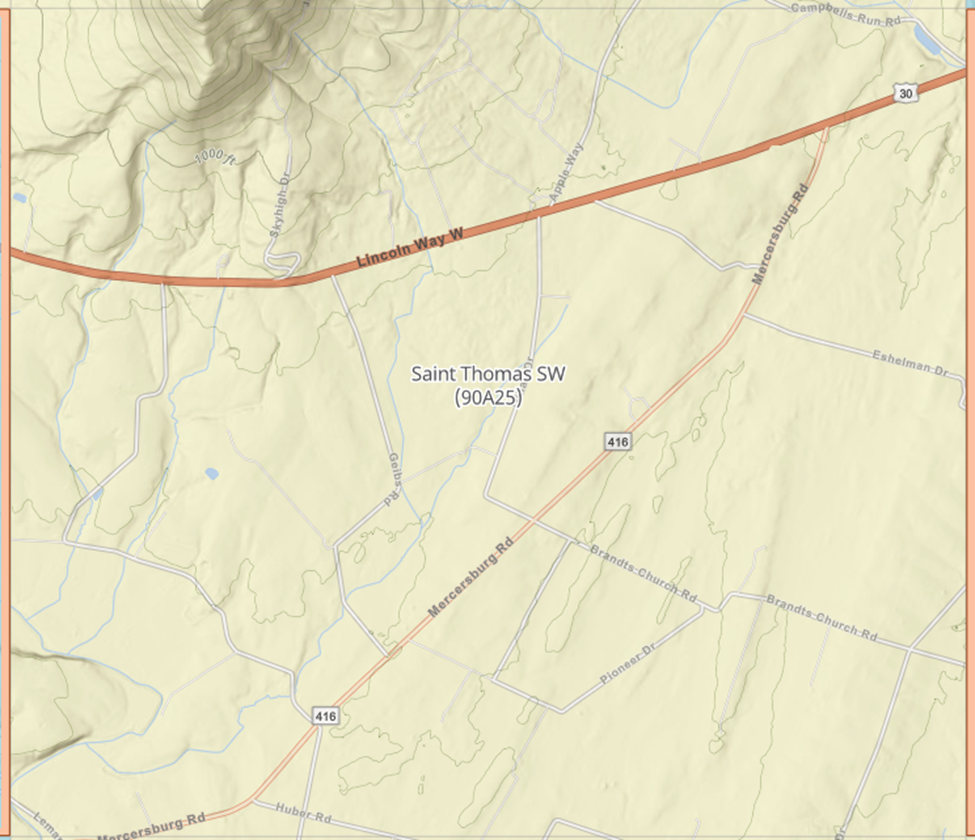 Campbells Run Rd
30
1000 ft
Apple Way
Skyhigh Dr
Mercersburg Rd
Lincoln Way W
Eshelman Dr
Saint Thomas SW
(90A25)
416
Geibs Rd
Mercersburg Rd
Brandts Church Rd
Brandts Church Rd
Pioneer Dr
416
Huber Rd
Mercersburg Rd